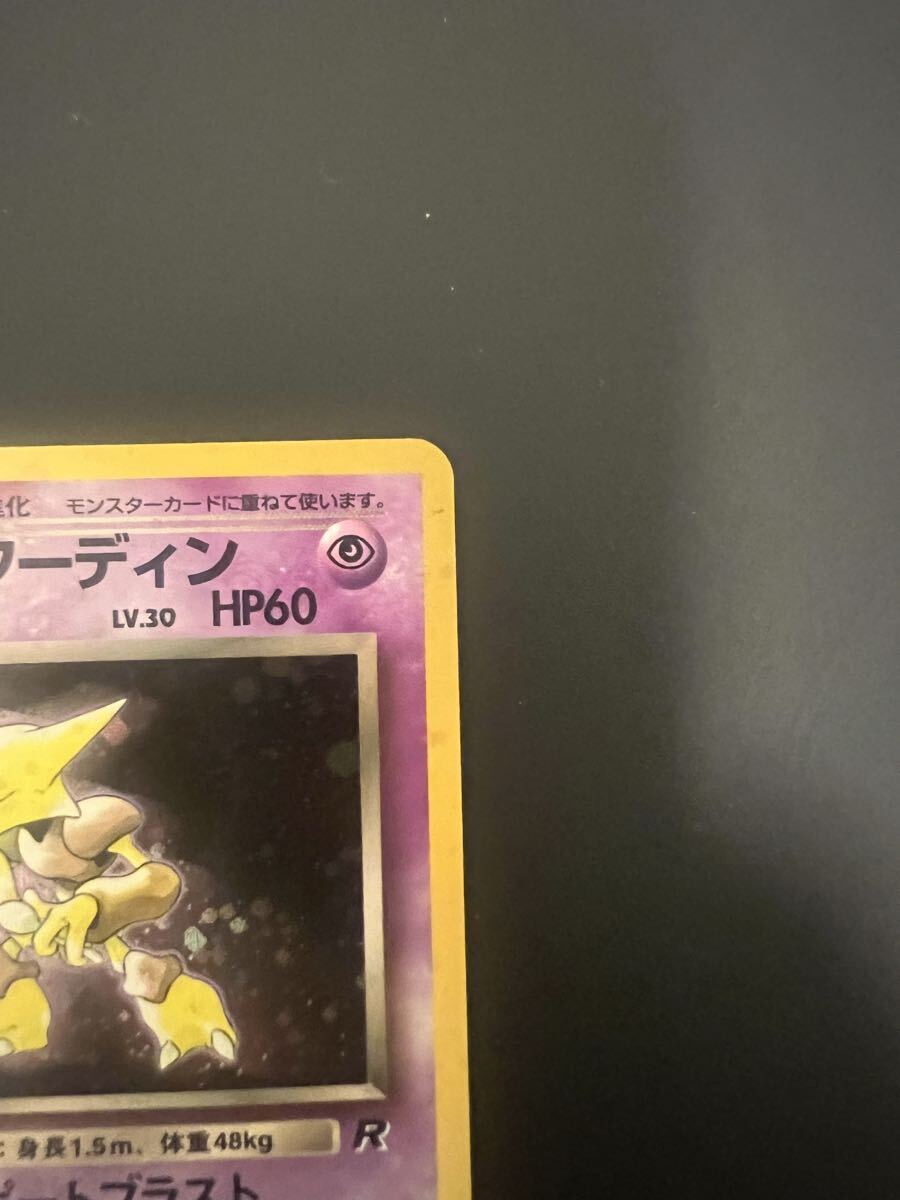 化 モンスターカードに重ねて使います。
ーディン
LV.30 HP60
身長1.5m、体重48kg R
ートブラスト